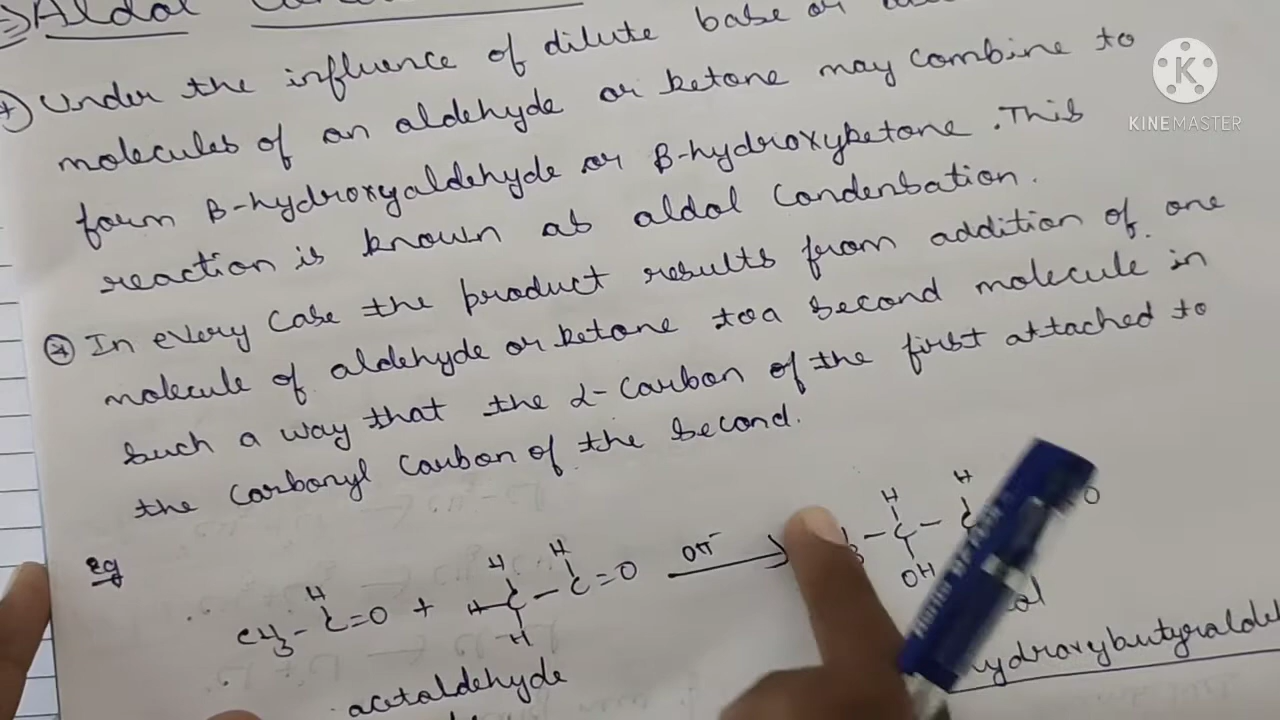 ⇒ Aldol
Under the influence of dilute base or
molecules of an aldehyde or ketone may combine to
form β-hydroxyaldehyde or β-hydroxyketone. This
reaction is known as aldol Condensation.
In every case the product results from addition of one
molecule of aldehyde or ketone to a second molecule in
such a way that the α-carbon of the first attached to
the carbonyl carbon of the second.
eg
H H H H H
CH3-C=O + H-C-C=O OH⁻ → -C-C O
H OH
acetaldehyde
hydroxybutyralde
K
KINEMASTER